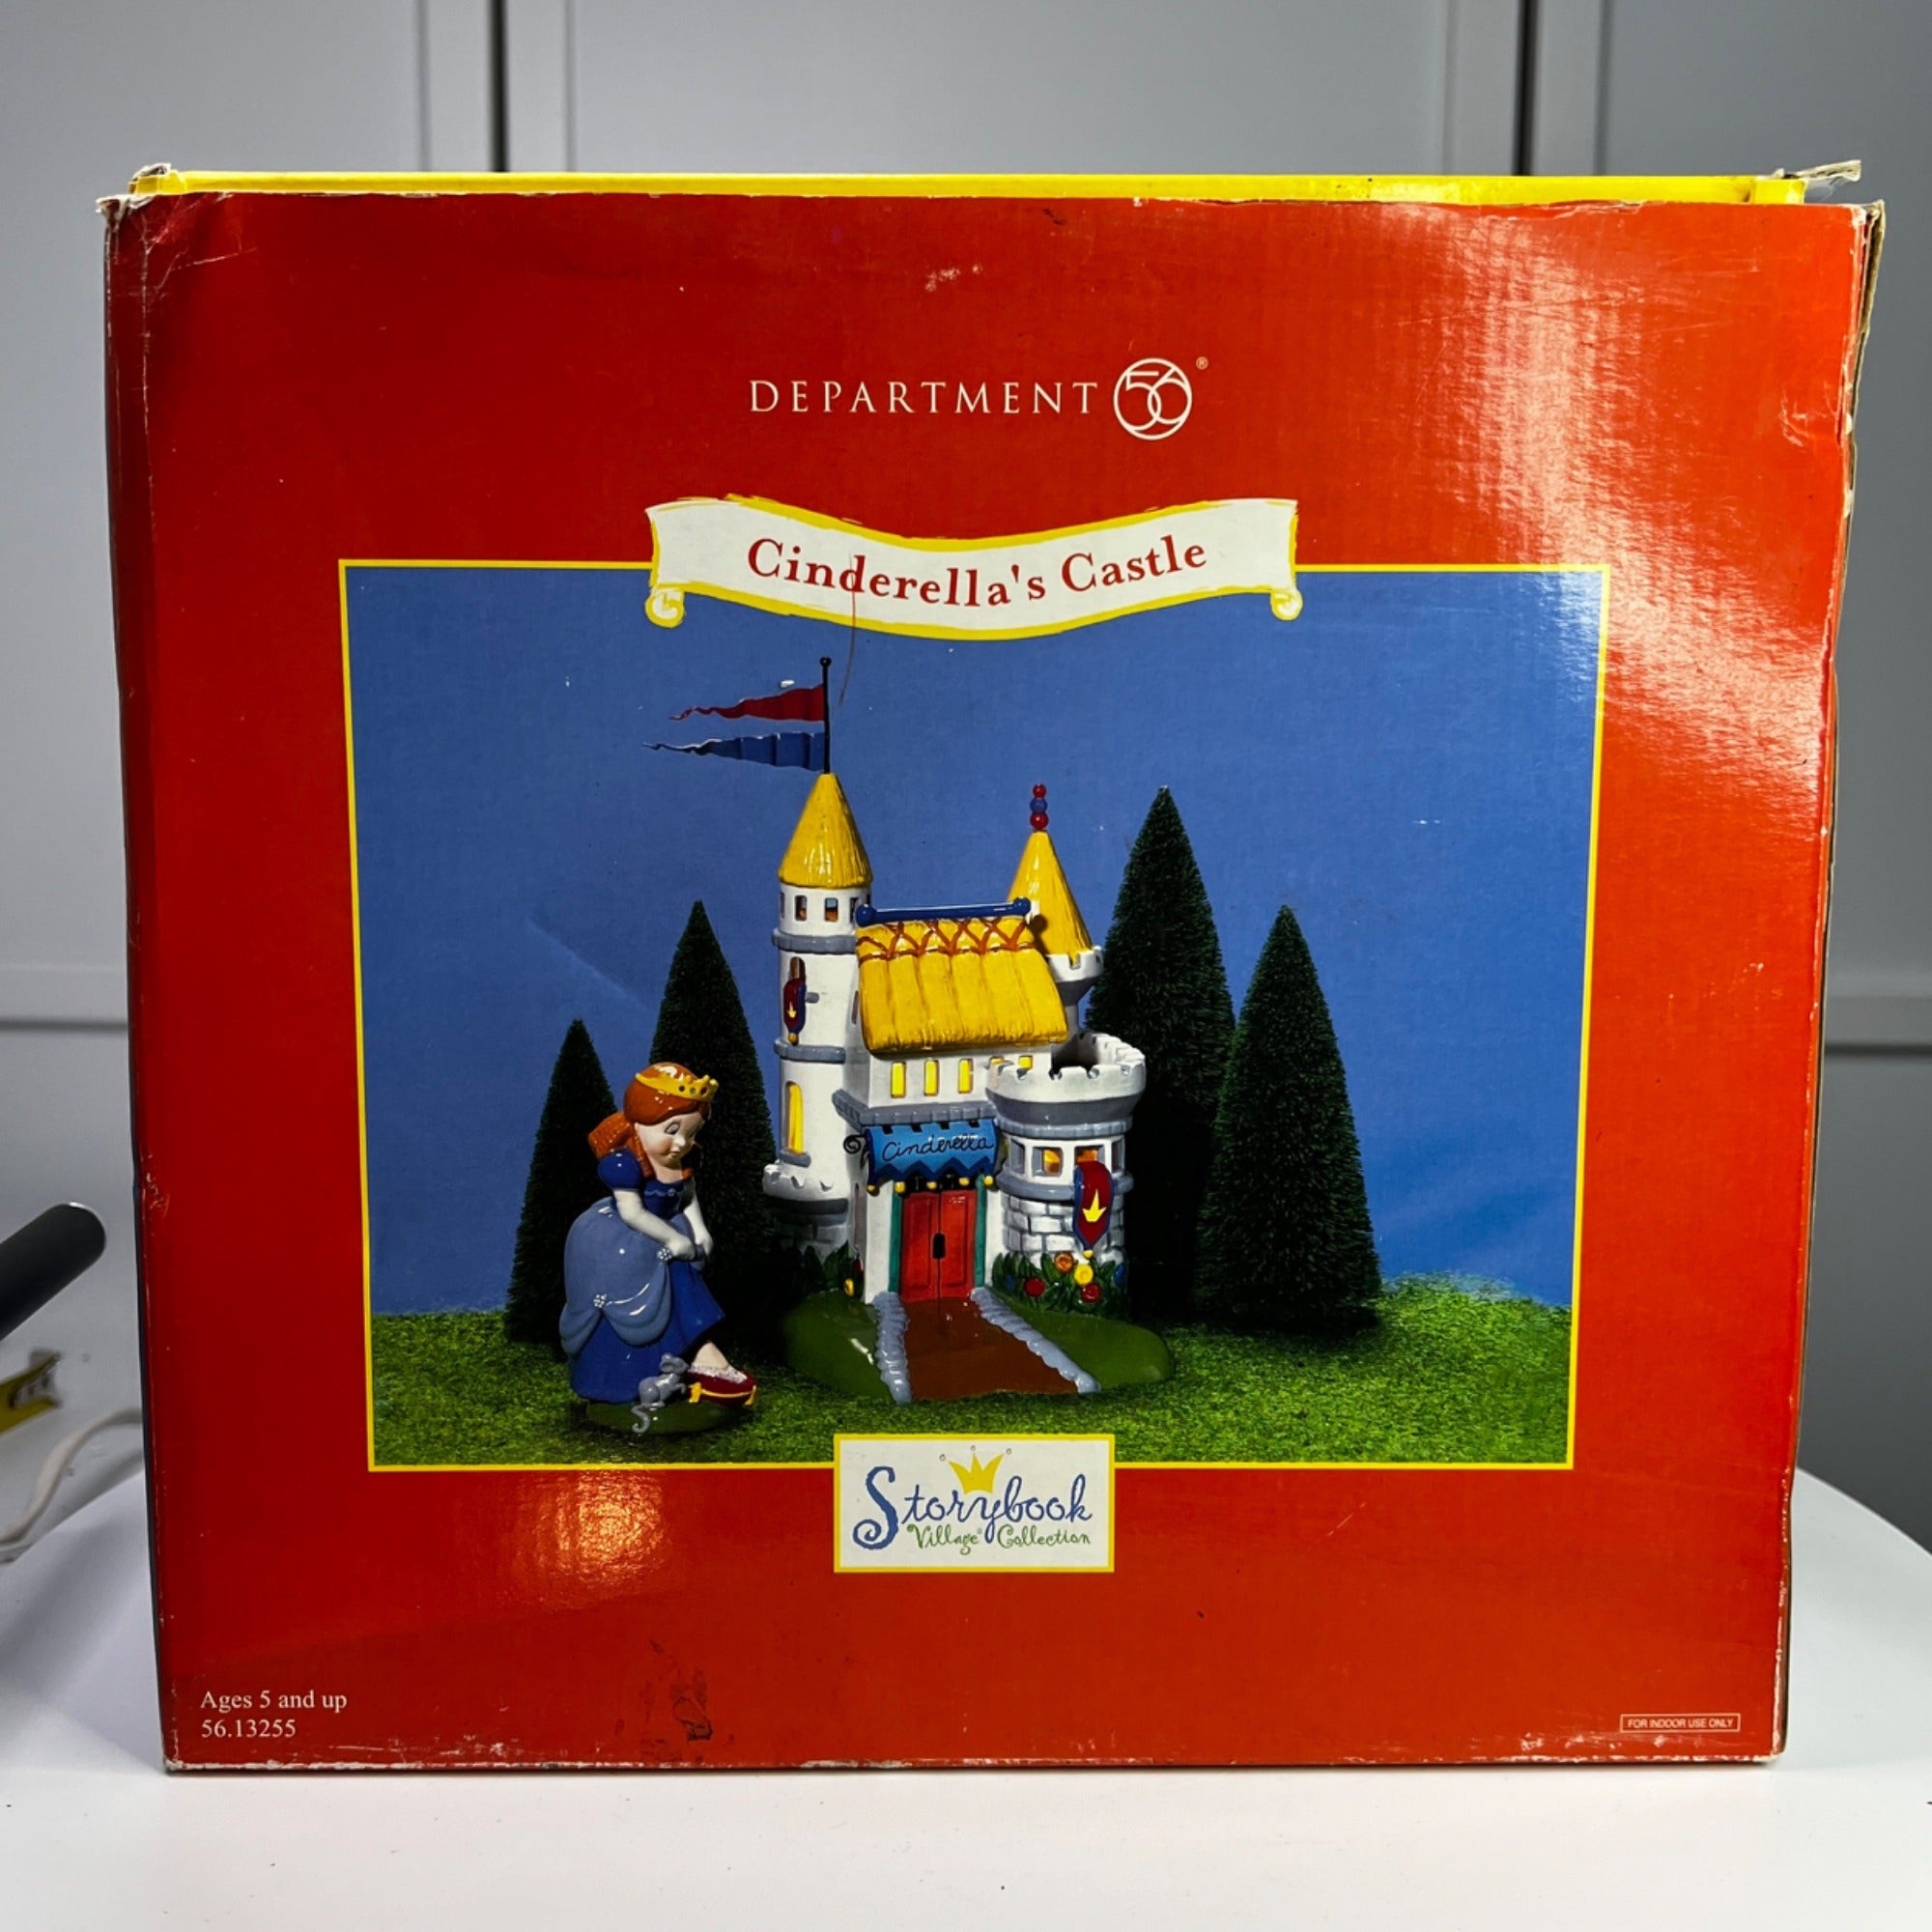 DEPARTMENT 56®
Cinderella's Castle
Cinderella
Storybook
Village® Collection
Ages 5 and up
56.13255
FOR INDOOR USE ONLY